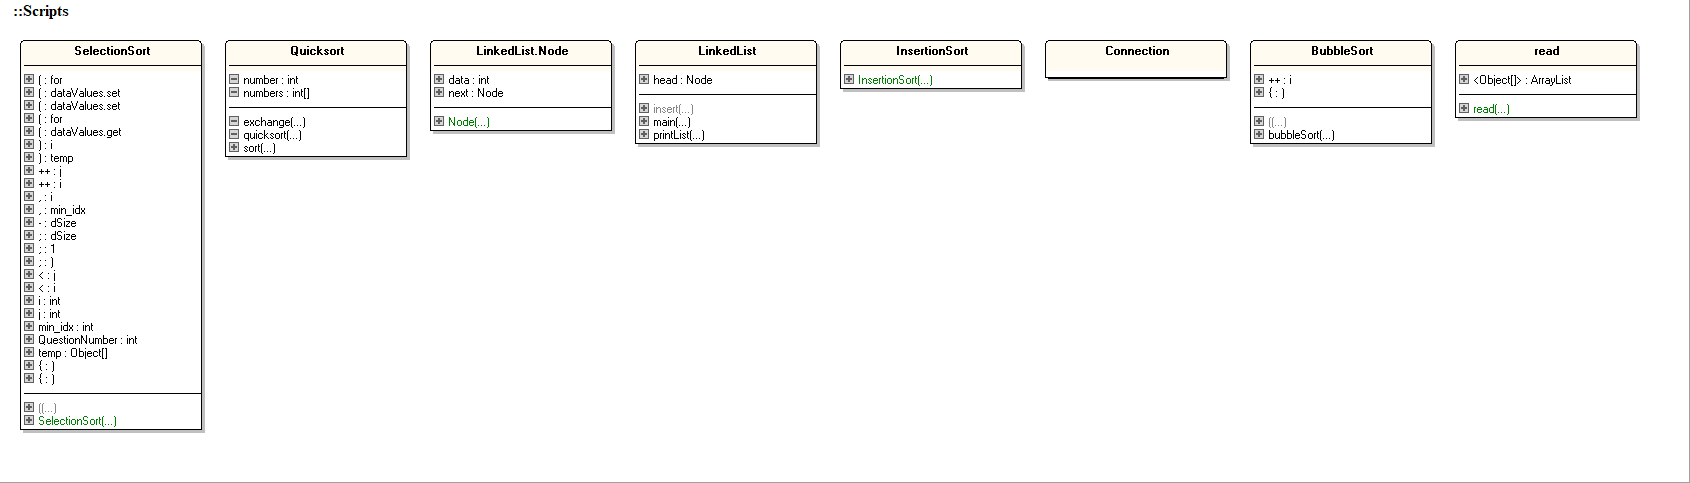 ::Scripts
SelectionSort
( : for
( : dataValues.set
( : dataValues.set
( : for
( : dataValues.get
) : i
) : temp
++ : j
++ : i
, : i
, : min_idx
- : dSize
; : dSize
; : 1
; : )
< : j
< : i
i : int
j : int
min_idx : int
QuestionNumber : int
temp : Object[]
{ : )
{ : )
((...)
SelectionSort(...)
Quicksort
number : int
numbers : int[]
exchange(...)
quicksort(...)
sort(...)
LinkedList.Node
data : int
next : Node
Node(...)
LinkedList
head : Node
insert(...)
main(...)
printList(...)
InsertionSort
InsertionSort(...)
Connection
BubbleSort
++ : i
{ : )
((...)
bubbleSort(...)
read
<Object[]> : ArrayList
read(...)